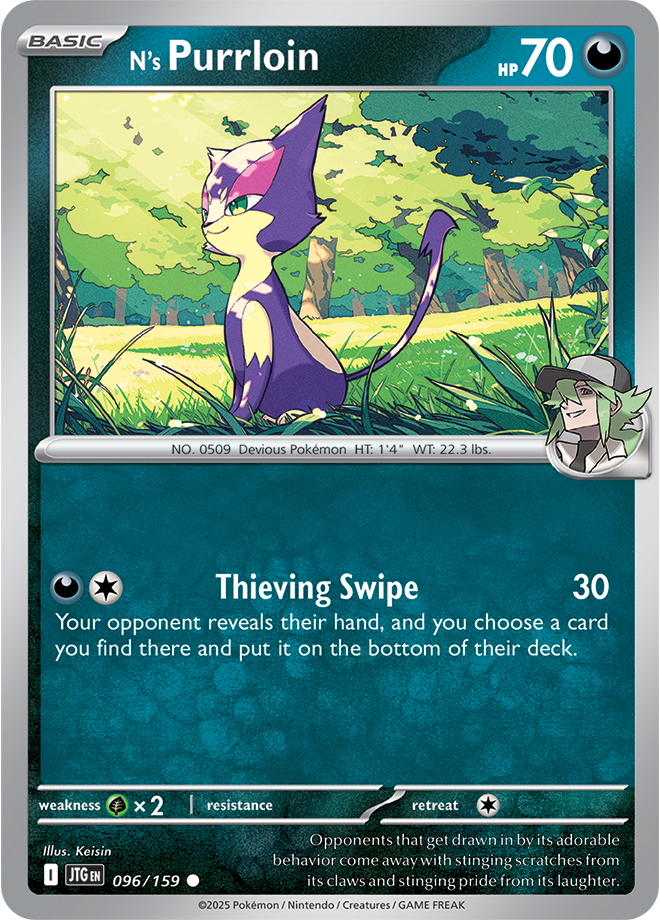 BASIC
N's Purrloin
HP 70
NO. 0509 Devious Pokémon HT: 1'4" WT: 22.3 lbs.
Thieving Swipe 30
Your opponent reveals their hand, and you choose a card
you find there and put it on the bottom of their deck.
weakness ×2 resistance retreat
Illus. Keisin
Opponents that get drawn in by its adorable
behavior come away with stinging scratches from
its claws and stinging pride from its laughter.
I JTG EN 096/159
©2025 Pokémon / Nintendo / Creatures / GAME FREAK